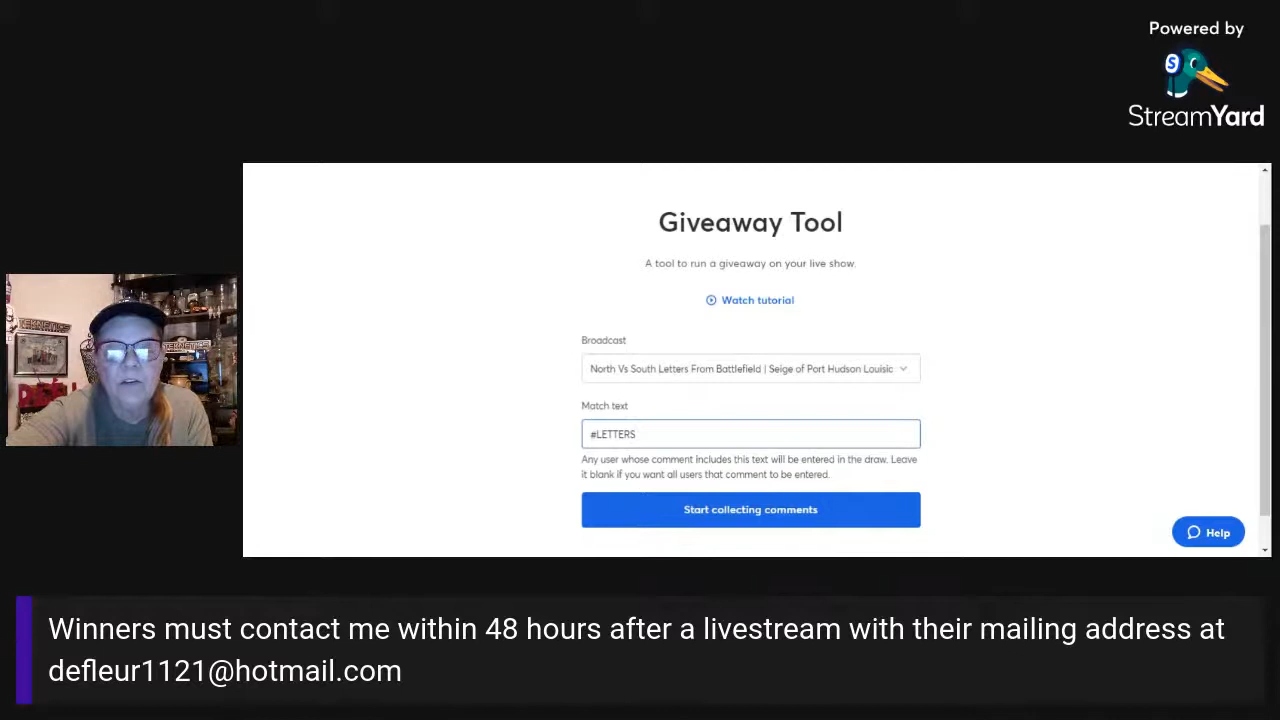 Powered by
S
StreamYard
Giveaway Tool
A tool to run a giveaway on your live show.
Watch tutorial
Broadcast
North Vs South Letters From Battlefield | Seige of Port Hudson Louisic
Match text
#LETTERS
Any user whose comment includes this text will be entered in the draw. Leave
it blank if you want all users that comment to be entered.
Start collecting comments
Help
Winners must contact me within 48 hours after a livestream with their mailing address at
defleur1121@hotmail.com